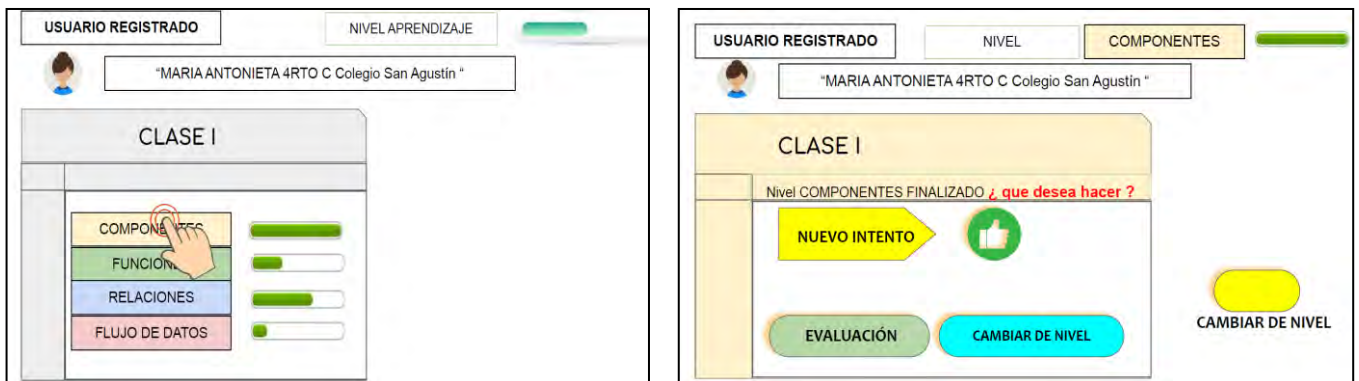 USUARIO REGISTRADO
NIVEL APRENDIZAJE
“MARIA ANTONIETA 4RTO C Colegio San Agustín “
CLASE I
COMPONENTES
FUNCIONES
RELACIONES
FLUJO DE DATOS
USUARIO REGISTRADO
NIVEL
COMPONENTES
“MARIA ANTONIETA 4RTO C Colegio San Agustin “
CLASE I
Nivel COMPONENTES FINALIZADO ¿ que desea hacer ?
NUEVO INTENTO
EVALUACIÓN
CAMBIAR DE NIVEL
CAMBIAR DE NIVEL